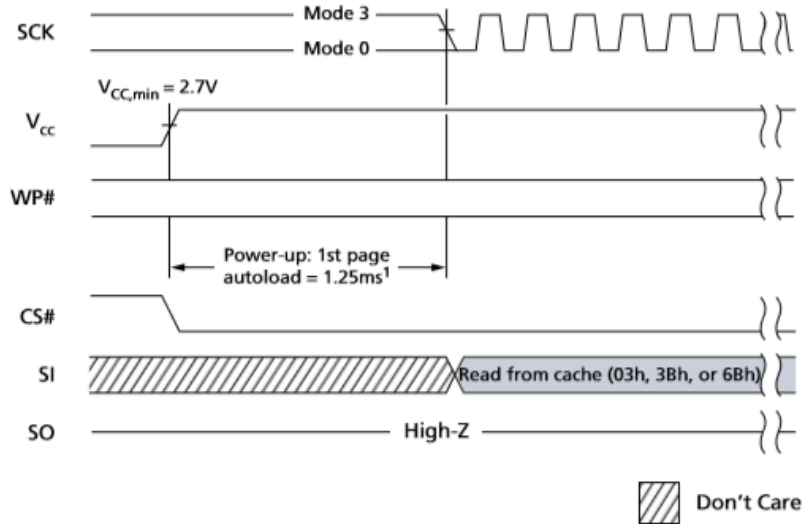 SCK
Mode 3
Mode 0
V_CC,min = 2.7V
V_cc
WP#
Power-up: 1st page
autoload = 1.25ms¹
CS#
SI
Read from cache (03h, 3Bh, or 6Bh)
SO
High-Z
Don't Care